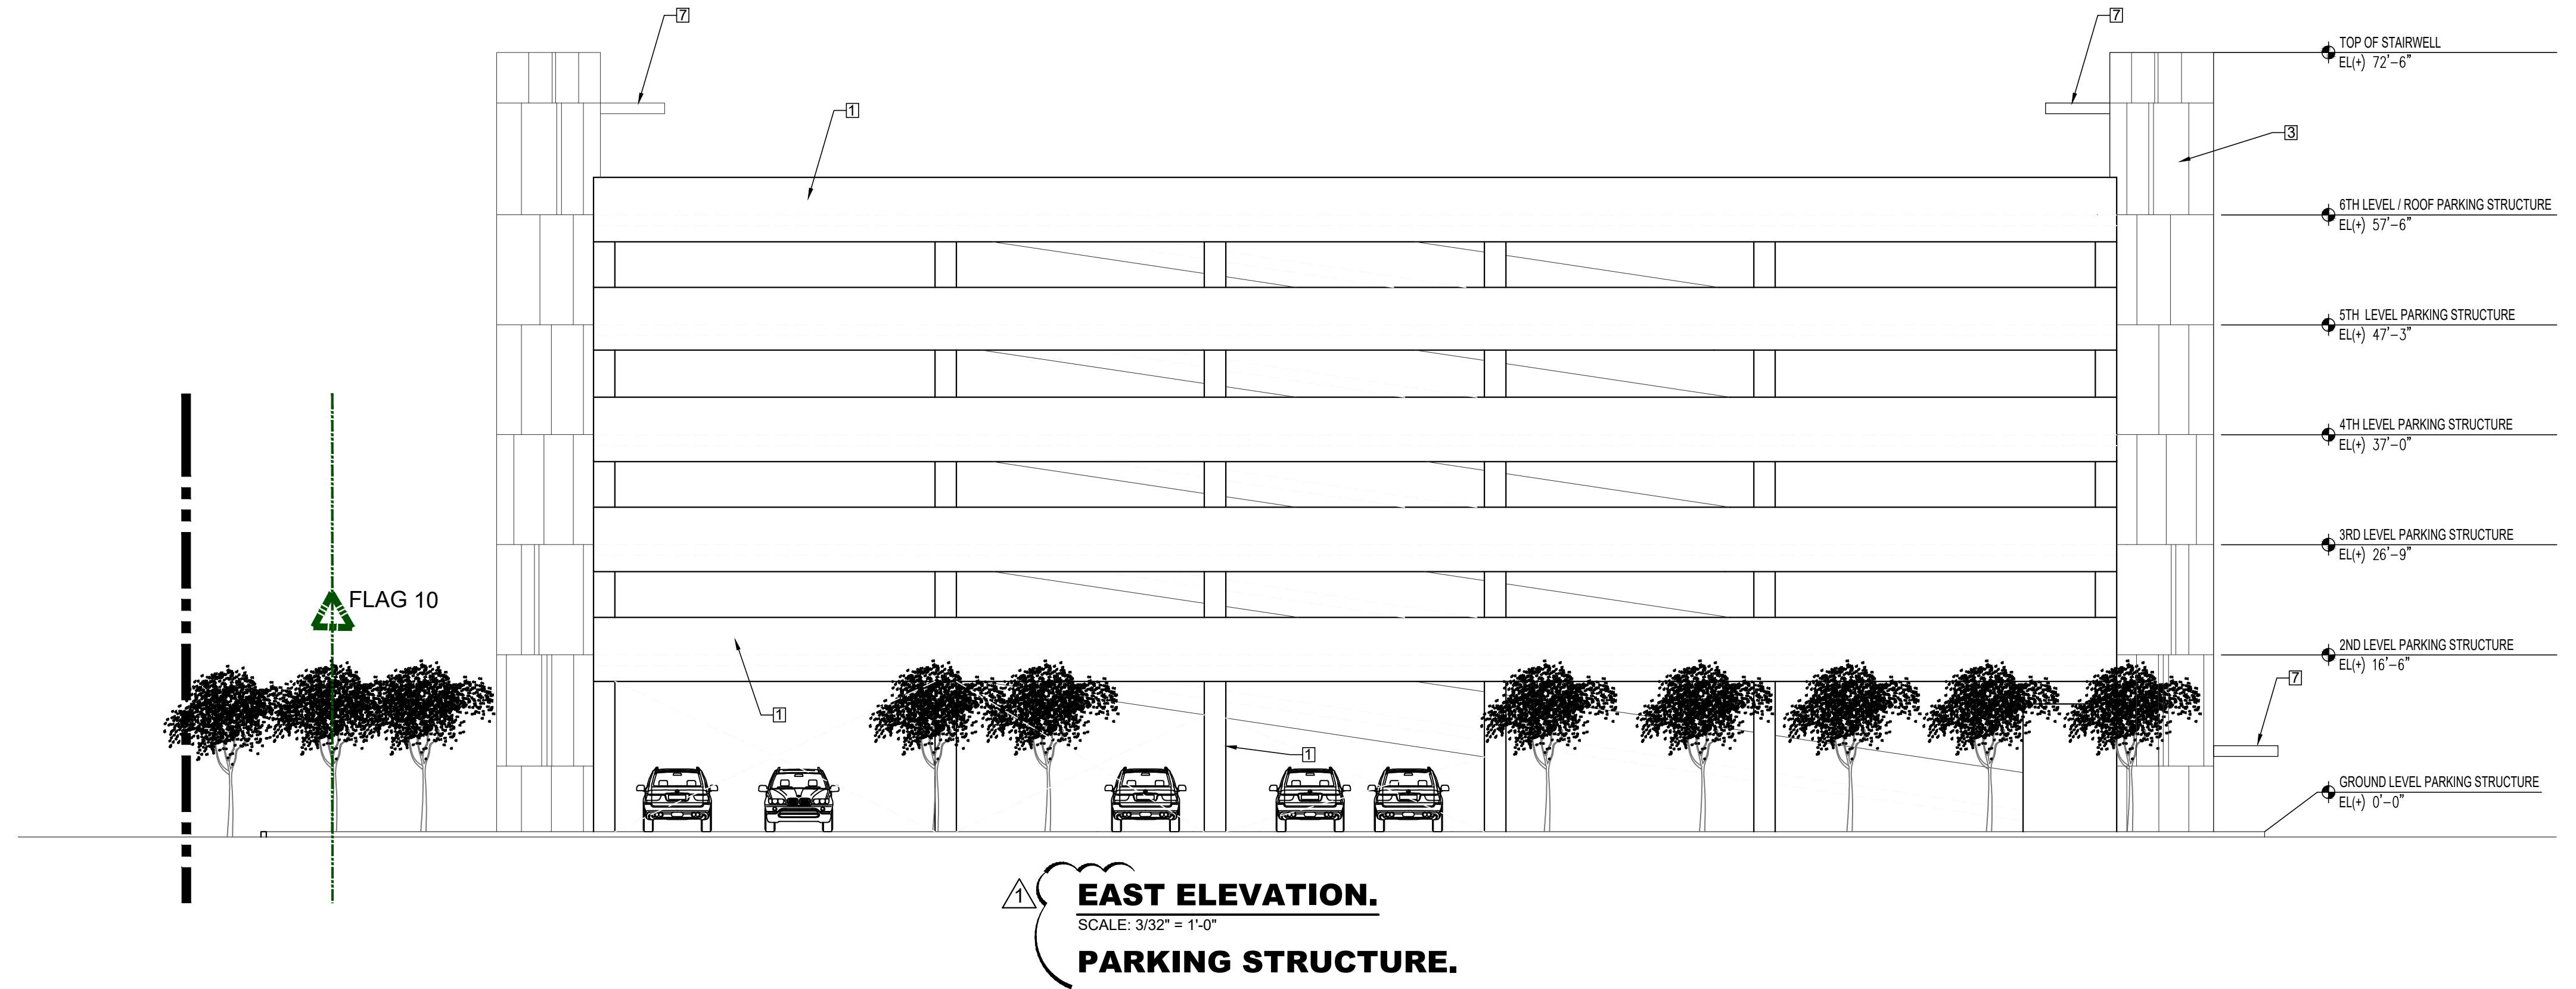 7
7
TOP OF STAIRWELL
EL(+) 72'-6"
1
3
6TH LEVEL / ROOF PARKING STRUCTURE
EL(+) 57'-6"
5TH LEVEL PARKING STRUCTURE
EL(+) 47'-3"
4TH LEVEL PARKING STRUCTURE
EL(+) 37'-0"
3RD LEVEL PARKING STRUCTURE
EL(+) 26'-9"
FLAG 10
2ND LEVEL PARKING STRUCTURE
EL(+) 16'-6"
7
1
1
GROUND LEVEL PARKING STRUCTURE
EL(+) 0'-0"
1
EAST ELEVATION.
SCALE: 3/32" = 1'-0"
PARKING STRUCTURE.